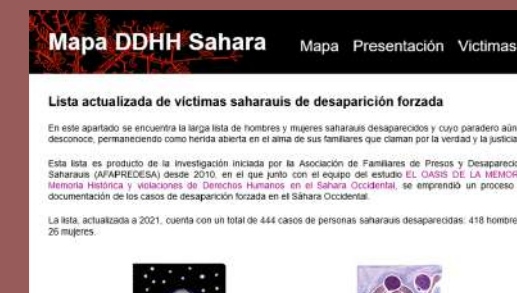 Mapa DDHH Sahara
Mapa Presentación Victimas
Lista actualizada de víctimas saharauis de desaparición forzada
En este apartado se encuentra la larga lista de hombres y mujeres saharauis desaparecidos y cuyo paradero aún
desconoce, permaneciendo como herida abierta en el alma de sus familiares que claman por la verdad y la justicia
Esta lista es producto de la investigación iniciada por la Asociación de Familiares de Presos y Desaparecid
Saharauis (AFAPREDESA) desde 2010, en el que junto con el equipo del estudio EL OASIS DE LA MEMOR
Memoria Histórica y violaciones de Derechos Humanos en el Sahara Occidental, se emprendió un proceso
documentación de los casos de desaparición forzada en el Sáhara Occidental.
La lista, actualizada a 2021, cuenta con un total de 444 casos de personas saharauis desaparecidas: 418 hombre
26 mujeres.